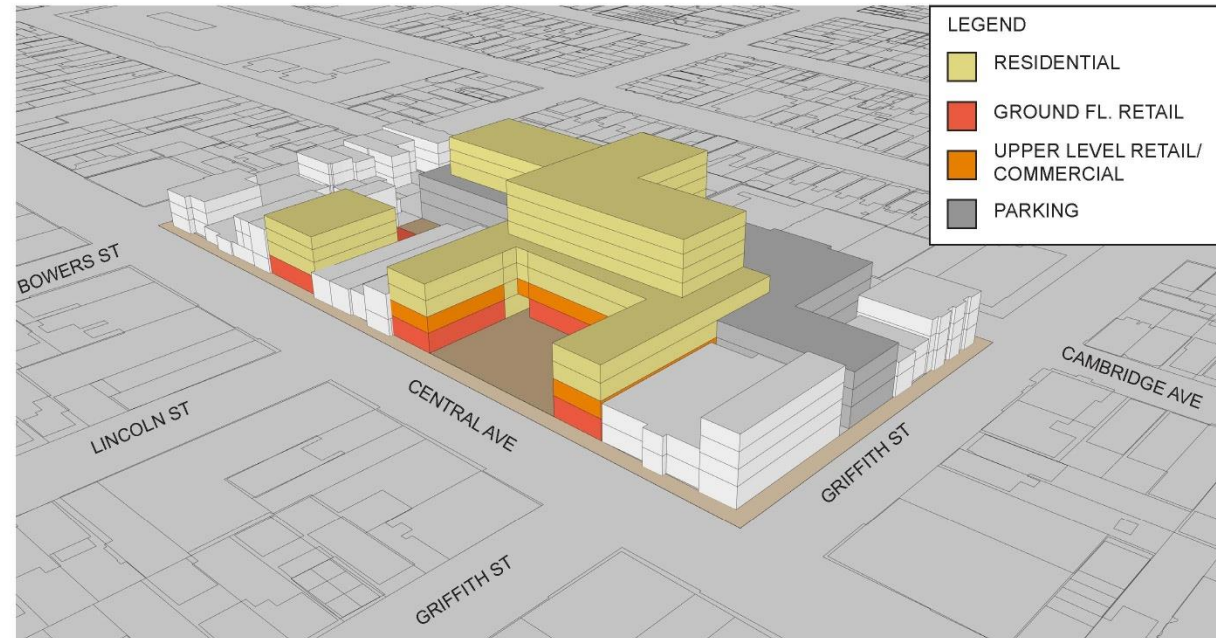 LEGEND
RESIDENTIAL
GROUND FL. RETAIL
UPPER LEVEL RETAIL/
COMMERCIAL
PARKING
BOWERS ST
LINCOLN ST
CENTRAL AVE
GRIFFITH ST
GRIFFITH ST
CAMBRIDGE AVE